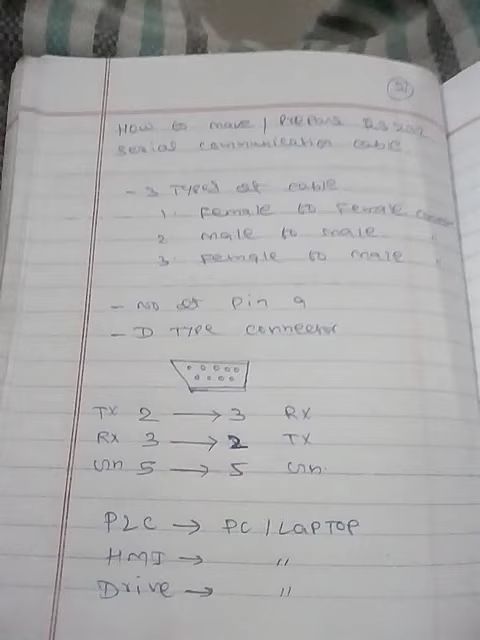 How to make / Prepare RS 232
serial communication cable.
- 3 Types of cable
1. Female to Female
2. male to male "
3. Female to male "
- No of Pin 9
- D TYPE connector
TX 2 → 3 RX
RX 3 → 2 TX
Gn 5 → 5 Gn.
PLC → PC / LAPTOP
HMI → "
Drive → "